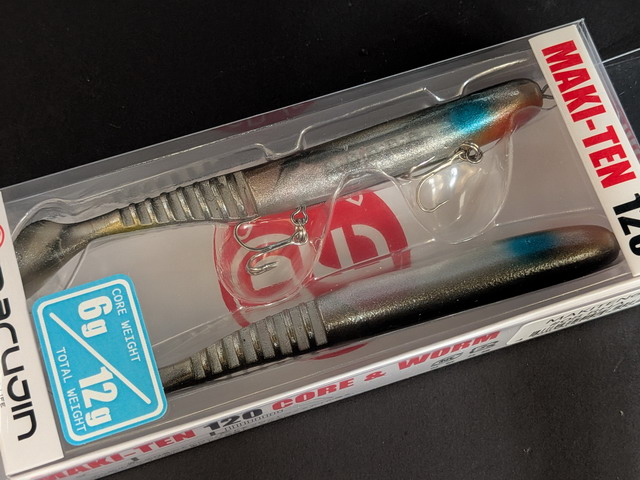 MAKI-TEN 120
CORE WEIGHT
6g/12g
TOTAL WEIGHT
MAKI-TEN 120 CORE & WORM